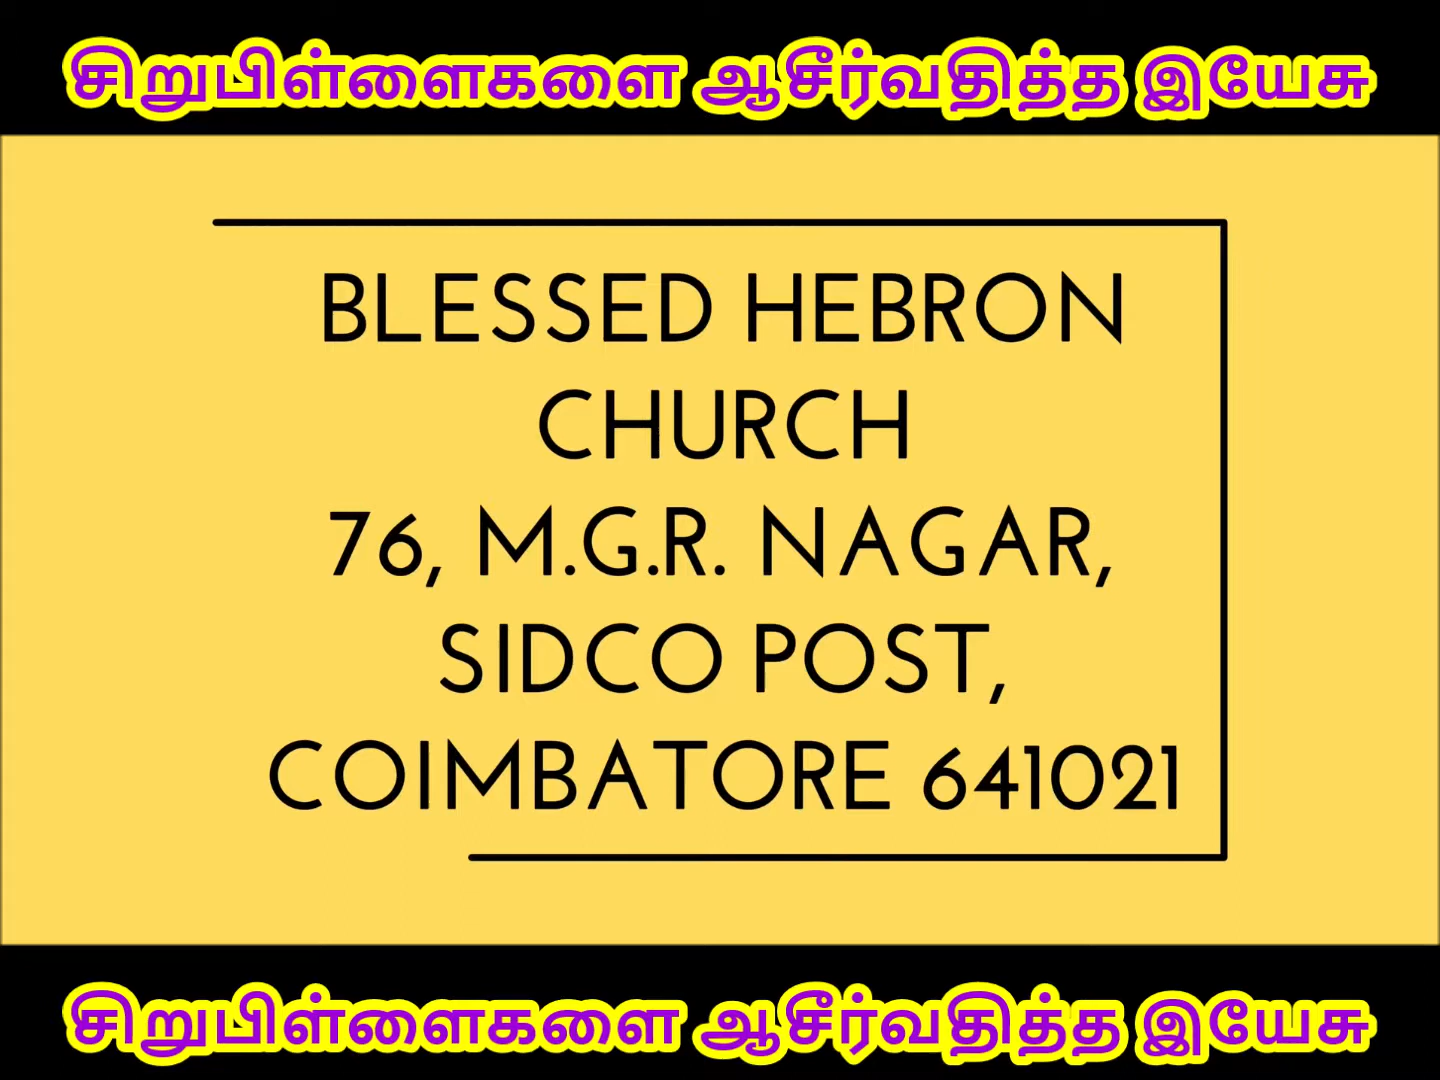 சிறுபிள்ளைகளை ஆசீர்வதித்த இயேசு
BLESSED HEBRON
CHURCH
76, M.G.R. NAGAR,
SIDCO POST,
COIMBATORE 641021
சிறுபிள்ளைகளை ஆசீர்வதித்த இயேசு